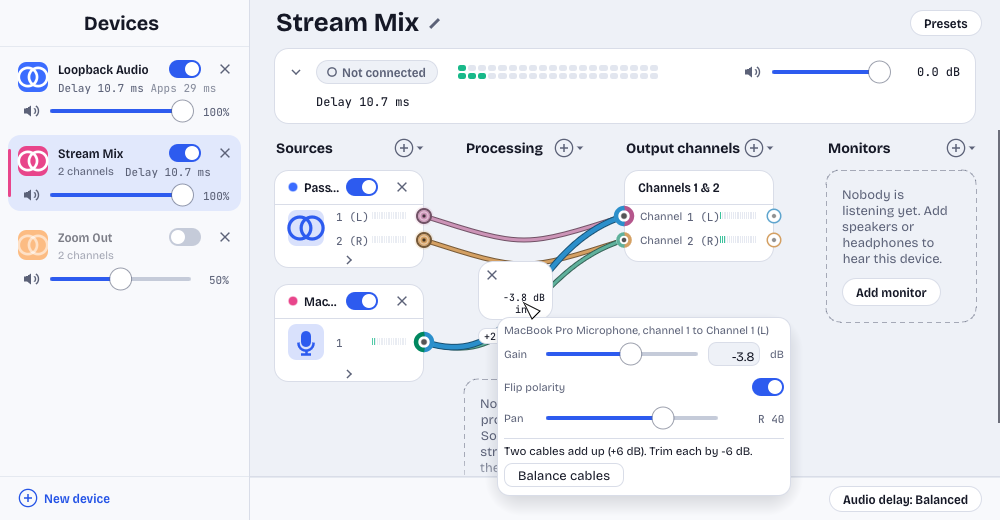 Devices
Loopback Audio
Delay 10.7 ms Apps 29 ms
100%
Stream Mix
2 channels Delay 10.7 ms
100%
Zoom Out
2 channels
50%
New device
Stream Mix
Presets
Not connected
0.0 dB
Delay 10.7 ms
Sources
Processing
Output channels
Monitors
Pass...
1 (L)
2 (R)
Mac...
1
-3.8 dB
in
+2
Channels 1 & 2
Channel 1 (L)
Channel 2 (R)
Nobody is
listening yet. Add
speakers or
headphones to
hear this device.
Add monitor
MacBook Pro Microphone, channel 1 to Channel 1 (L)
Gain -3.8 dB
Flip polarity
Pan R 40
Two cables add up (+6 dB). Trim each by -6 dB.
Balance cables
Audio delay: Balanced